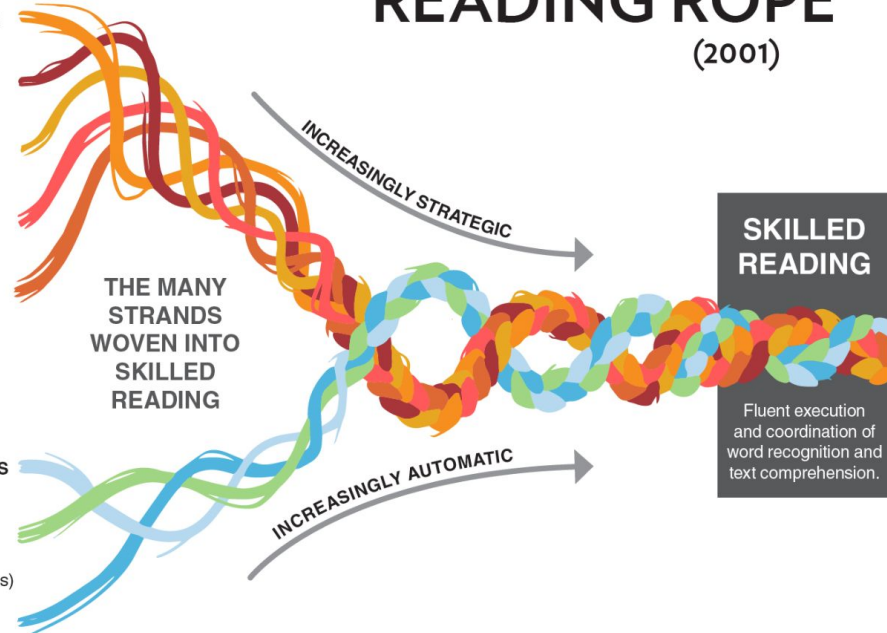 READING ROPE
(2001)
INCREASINGLY STRATEGIC
SKILLED
READING
THE MANY
STRANDS
WOVEN INTO
SKILLED
READING
Fluent execution
and coordination of
word recognition and
text comprehension.
S
INCREASINGLY AUTOMATIC
s)